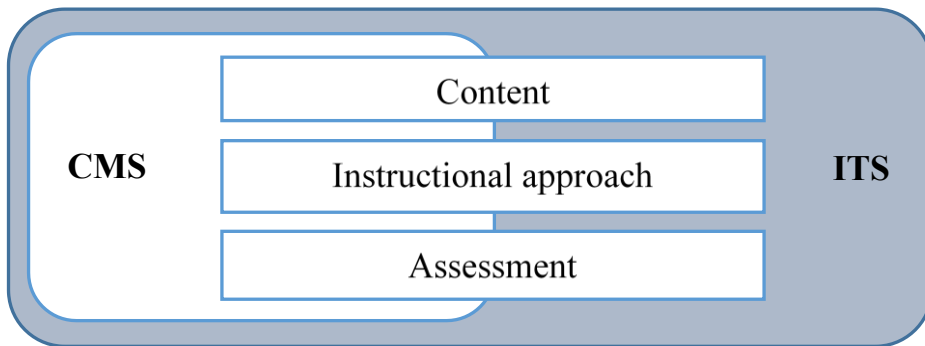 Content
CMS
Instructional approach
ITS
Assessment